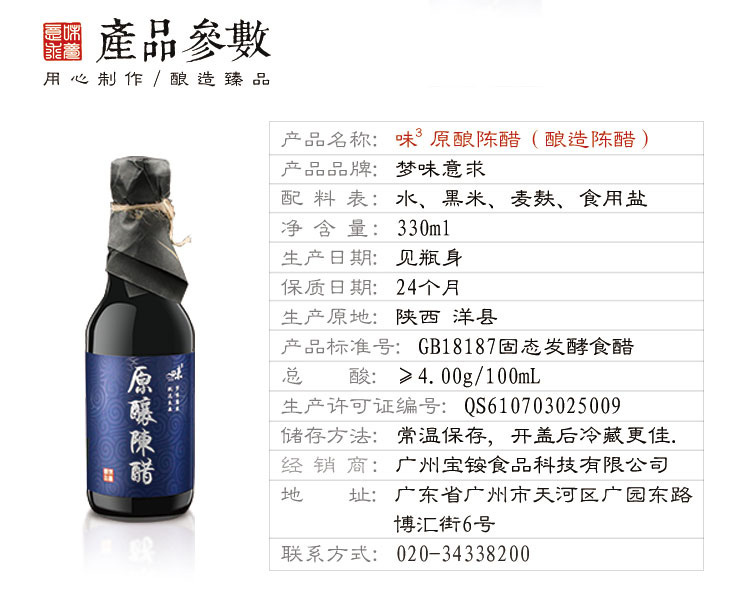 產品參數
用心制作/酿造臻品
产品名称: 味³ 原酿陈醋（酿造陈醋）
产品品牌: 梦味意求
配料表: 水、黑米、麦麸、食用盐
净含量: 330ml
生产日期: 见瓶身
保质日期: 24个月
生产原地: 陕西 洋县
产品标准号: GB18187固态发酵食醋
总酸: ≥4.00g/100mL
生产许可证编号: QS610703025009
储存方法: 常温保存, 开盖后冷藏更佳.
经销商: 广州宝铵食品科技有限公司
地址: 广东省广州市天河区广园东路
博汇街6号
联系方式: 020-34338200
味³
原釀陳醋